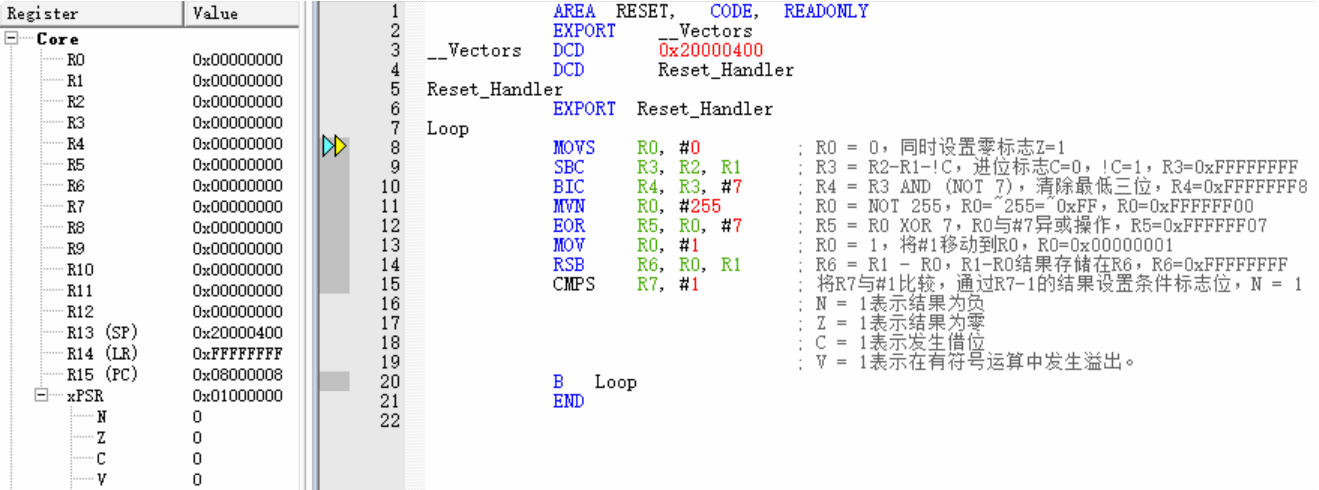 Register Value
Core
R0 0x00000000
R1 0x00000000
R2 0x00000000
R3 0x00000000
R4 0x00000000
R5 0x00000000
R6 0x00000000
R7 0x00000000
R8 0x00000000
R9 0x00000000
R10 0x00000000
R11 0x00000000
R12 0x00000000
R13 (SP) 0x20000400
R14 (LR) 0xFFFFFFFF
R15 (PC) 0x08000008
xPSR 0x01000000
N 0
Z 0
C 0
V 0
1 AREA RESET, CODE, READONLY
2 EXPORT __Vectors
3 __Vectors DCD 0x20000400
4 DCD Reset_Handler
5 Reset_Handler
6 EXPORT Reset_Handler
7 Loop
8 MOVS R0, #0 ; R0 = 0，同时设置零标志Z=1
9 SBC R3, R2, R1 ; R3 = R2-R1-!C，进位标志C=0，!C=1，R3=0xFFFFFFFF
10 BIC R4, R3, #7 ; R4 = R3 AND (NOT 7)，清除最低三位，R4=0xFFFFFFF8
11 MVN R0, #255 ; R0 = NOT 255，R0=~255=~0xFF，R0=0xFFFFFF00
12 EOR R5, R0, #7 ; R5 = R0 XOR 7，R0与#7异或操作，R5=0xFFFFFF07
13 MOV R0, #1 ; R0 = 1，将#1移动到R0，R0=0x00000001
14 RSB R6, R0, R1 ; R6 = R1 - R0，R1-R0结果存储在R6，R6=0xFFFFFFFF
15 CMPS R7, #1 ; 将R7与#1比较，通过R7-1的结果设置条件标志位，N = 1
16 ; N = 1表示结果为负
17 ; Z = 1表示结果为零
18 ; C = 1表示发生借位
19 ; V = 1表示在有符号运算中发生溢出。
20 B Loop
21 END
22